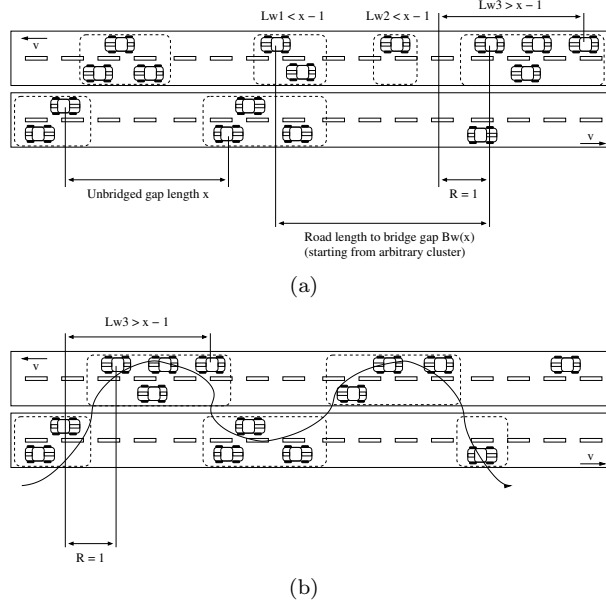 Lw1 < x − 1 Lw2 < x − 1 Lw3 > x − 1
v
v
Unbridged gap length x
R = 1
Road length to bridge gap Bw(x)
(starting from arbitrary cluster)
(a)
Lw3 > x − 1
v
v
R = 1
(b)